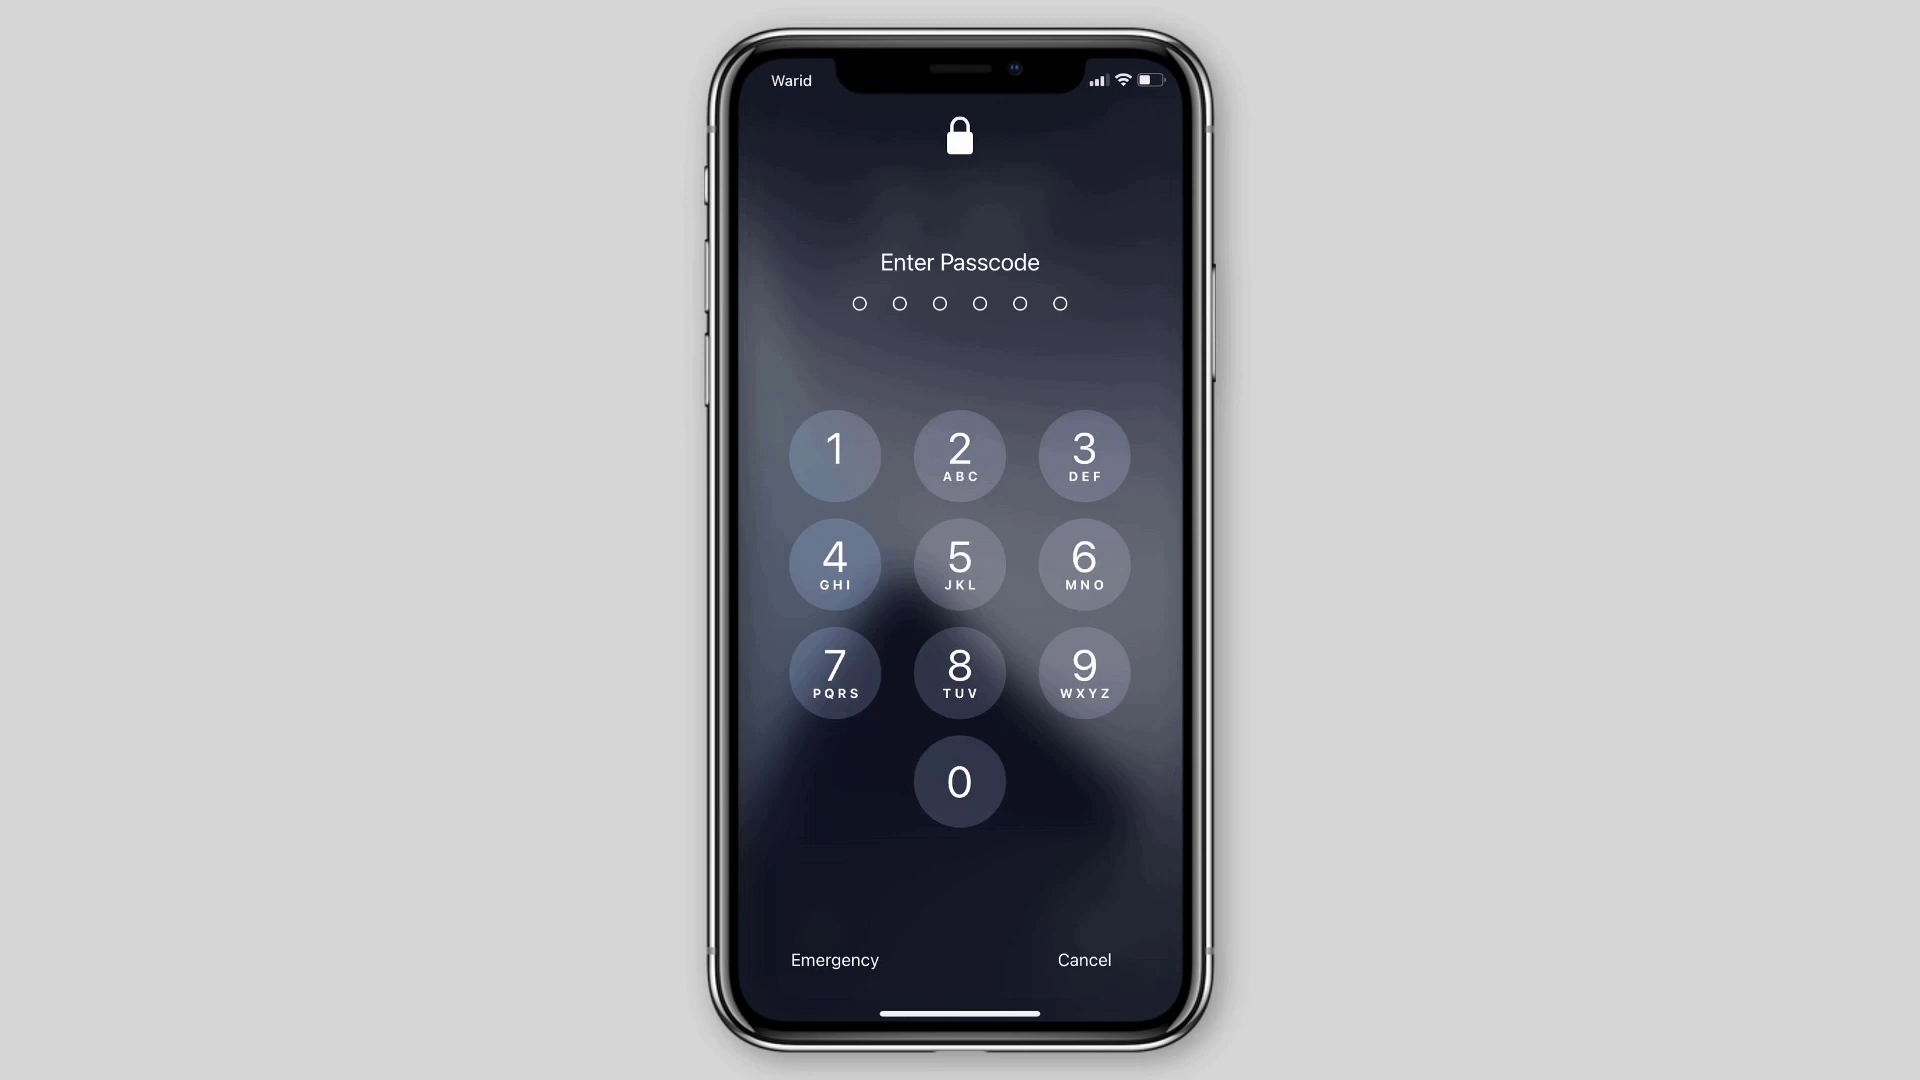 Warid
Enter Passcode
1 2 3
ABC DEF
4 5 6
GHI JKL MNO
7 8 9
PQRS TUV WXYZ
0
Emergency Cancel